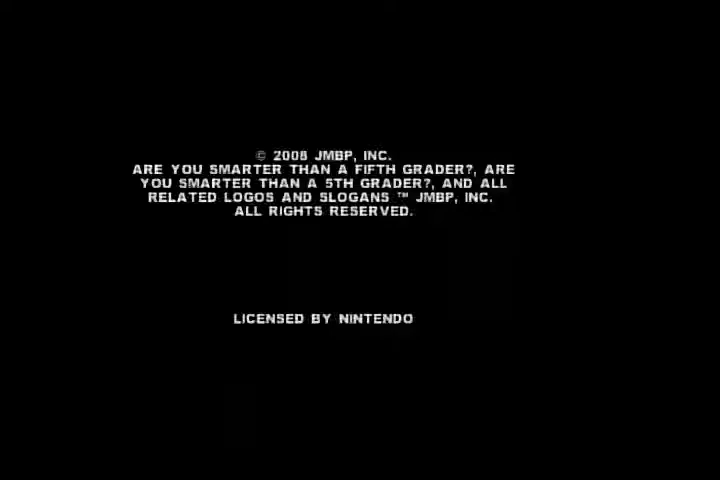 © 2008 JMBP, INC.
ARE YOU SMARTER THAN A FIFTH GRADER?, ARE
YOU SMARTER THAN A 5TH GRADER?, AND ALL
RELATED LOGOS AND SLOGANS ™ JMBP, INC.
ALL RIGHTS RESERVED.
LICENSED BY NINTENDO